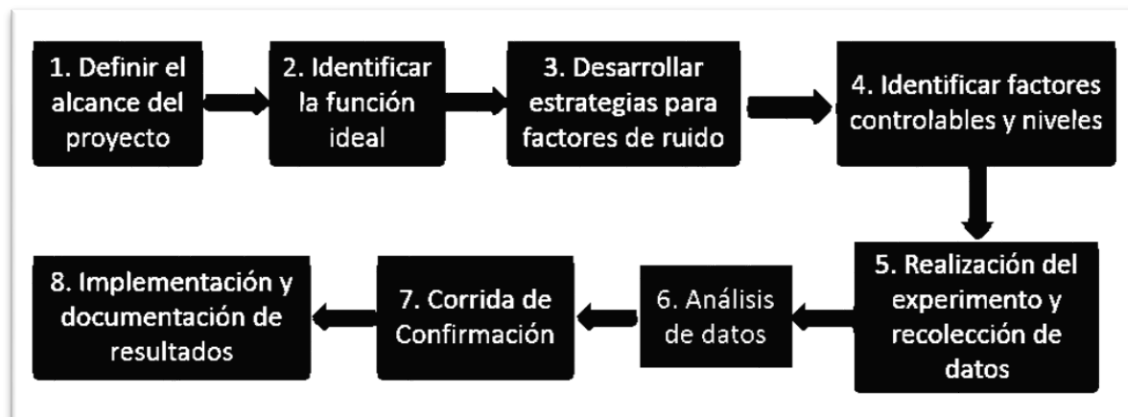 1. Definir el
alcance del
proyecto
2. Identificar
la función
ideal
3. Desarrollar
estrategias para
factores de ruido
4. Identificar factores
controlables y niveles
5. Realización del
experimento y
recolección de
datos
6. Análisis
de datos
7. Corrida de
Confirmación
8. Implementación y
documentación de
resultados